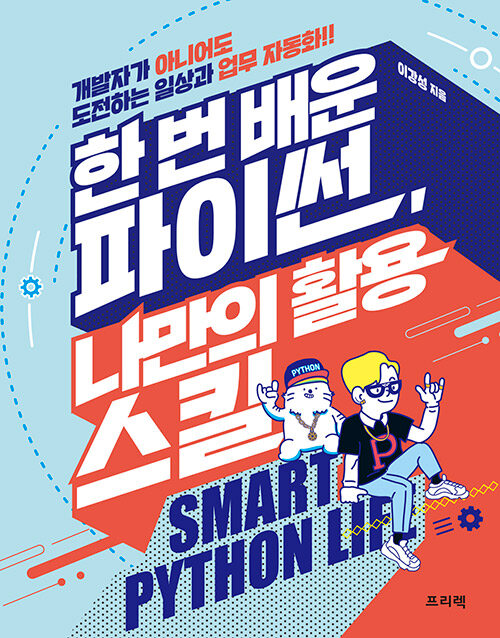 개발자가 아니어도
도전하는 일상과 업무 자동화!!
이강성 지음
한 번 배운
파이썬,
나만의 활용
스킬
PYTHON
P
SMART
PYTHON LIFE
프리렉